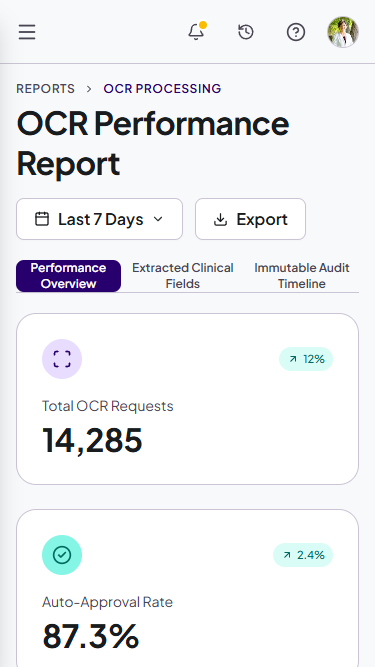 REPORTS > OCR PROCESSING
OCR Performance
Report
Last 7 Days
Export
Performance
Overview
Extracted Clinical
Fields
Immutable Audit
Timeline
12%
Total OCR Requests
14,285
2.4%
Auto-Approval Rate
87.3%